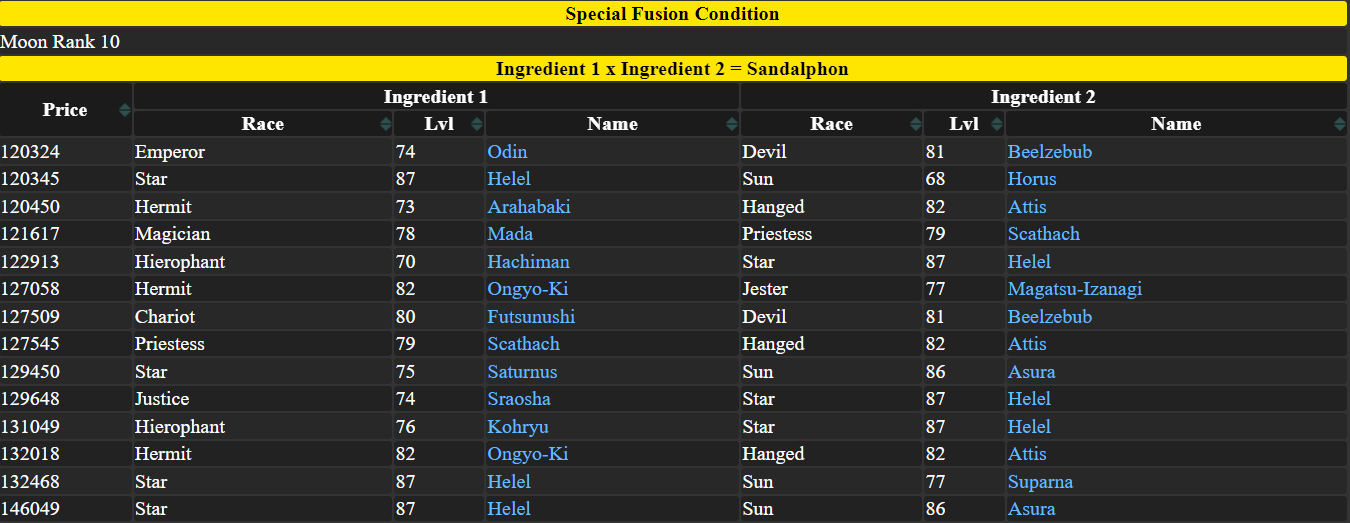 Special Fusion Condition
Moon Rank 10
Ingredient 1 x Ingredient 2 = Sandalphon
Price Ingredient 1 Ingredient 2
Race Lvl Name Race Lvl Name
120324 Emperor 74 Odin Devil 81 Beelzebub
120345 Star 87 Helel Sun 68 Horus
120450 Hermit 73 Arahabaki Hanged 82 Attis
121617 Magician 78 Mada Priestess 79 Scathach
122913 Hierophant 70 Hachiman Star 87 Helel
127058 Hermit 82 Ongyo-Ki Jester 77 Magatsu-Izanagi
127509 Chariot 80 Futsunushi Devil 81 Beelzebub
127545 Priestess 79 Scathach Hanged 82 Attis
129450 Star 75 Saturnus Sun 86 Asura
129648 Justice 74 Sraosha Star 87 Helel
131049 Hierophant 76 Kohryu Star 87 Helel
132018 Hermit 82 Ongyo-Ki Hanged 82 Attis
132468 Star 87 Helel Sun 77 Suparna
146049 Star 87 Helel Sun 86 Asura